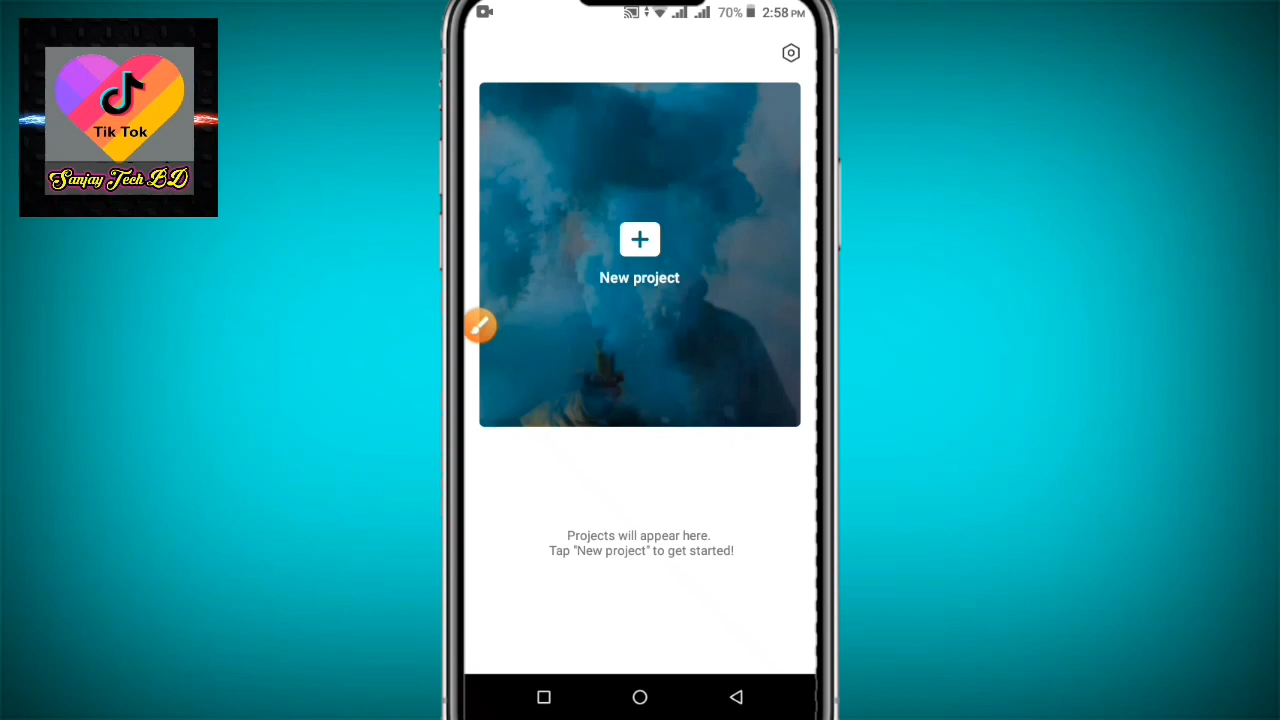 70% 2:58 PM
Tik Tok
Sanjay Tech BD
New project
Projects will appear here.
Tap "New project" to get started!